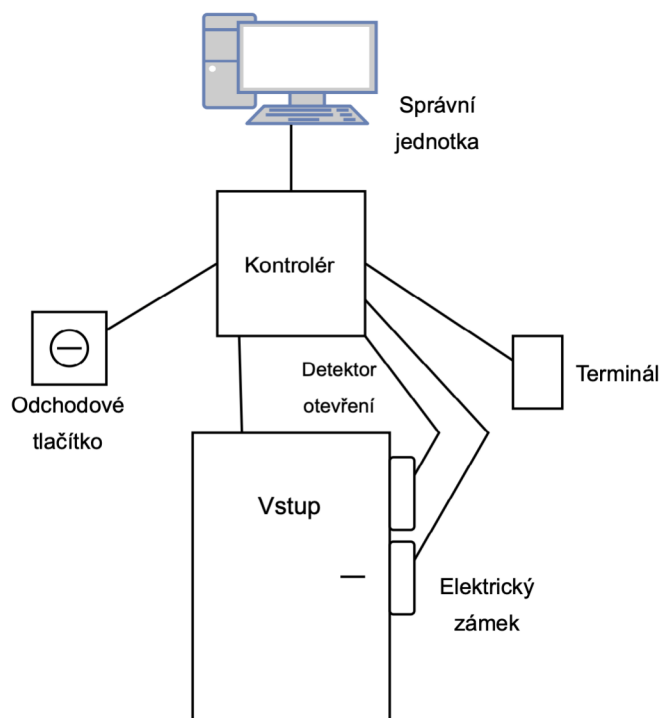 Správní
jednotka
Kontrolér
Detektor
otevření
Terminál
Odchodové
tlačítko
Vstup
Elektrický
zámek